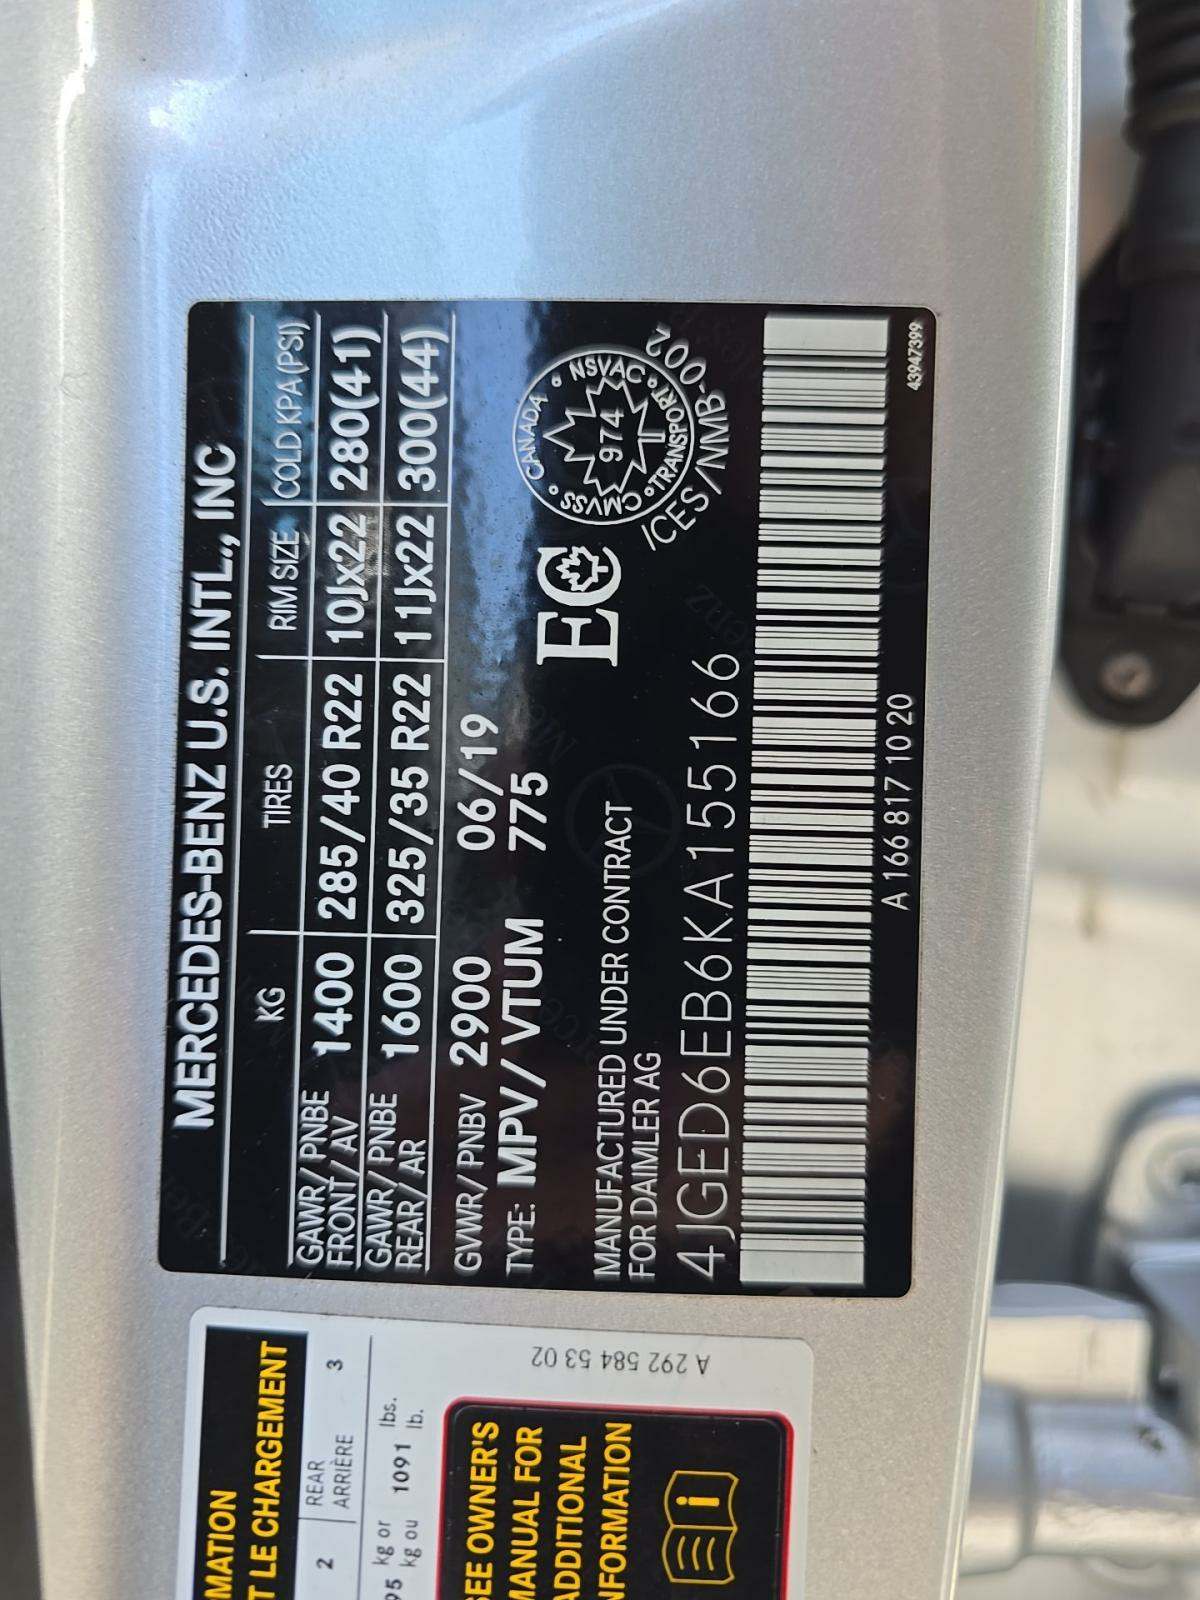 MERCEDES-BENZ U.S. INTL., INC
KG TIRES RIM SIZE COLD KPA (PSI)
GAWR/PNBE
FRONT/AV 1400 285/40 R22 10Jx22 280(41)
GAWR/PNBE
REAR/AR 1600 325/35 R22 11Jx22 300(44)
GVWR/PNBV 2900 06/19
TYPE: MPV/VTUM 775
EC
CANADA NSVAC TRANSPORT CMVSS
974
ICES/NMB-002
MANUFACTURED UNDER CONTRACT
FOR DAIMLER AG
4JGED6EB6KA155166
A 166 817 10 20
43947399
MATION
T LE CHARGEMENT
2 REAR
ARRIÈRE 3
95 kg or
kg ou 1091 lbs.
lb.
SEE OWNER'S
MANUAL FOR
ADDITIONAL
INFORMATION
A 292 584 53 02